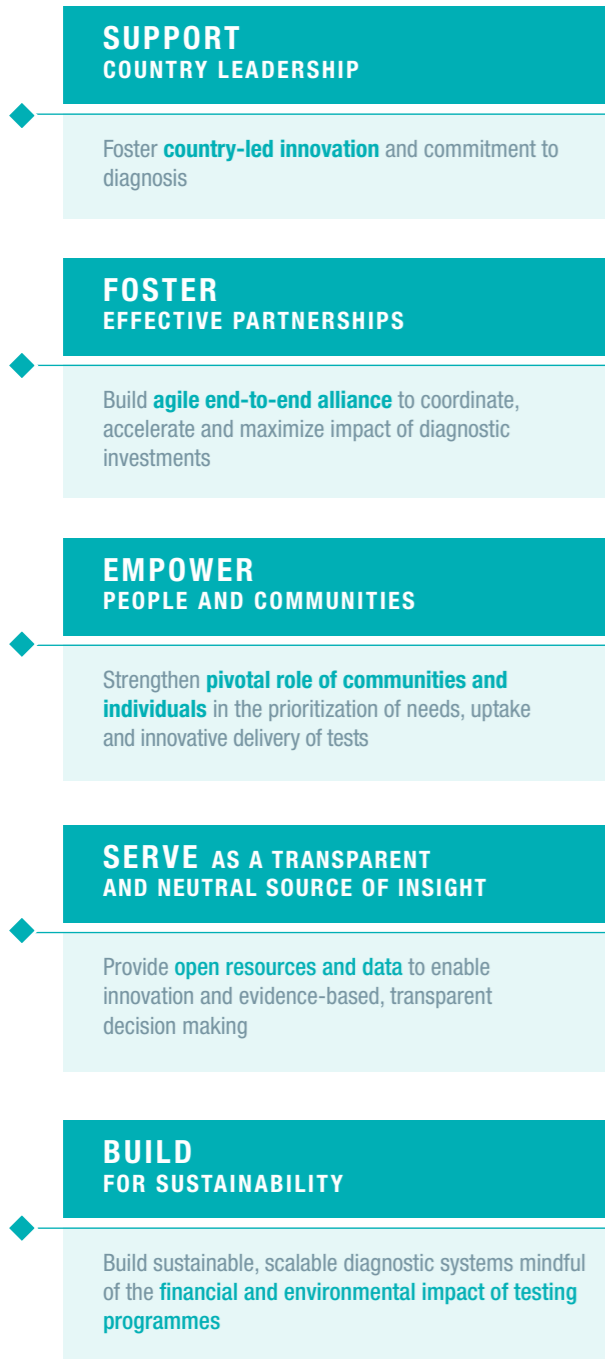 SUPPORT
COUNTRY LEADERSHIP
Foster country-led innovation and commitment to
diagnosis
FOSTER
EFFECTIVE PARTNERSHIPS
Build agile end-to-end alliance to coordinate,
accelerate and maximize impact of diagnostic
investments
EMPOWER
PEOPLE AND COMMUNITIES
Strengthen pivotal role of communities and
individuals in the prioritization of needs, uptake
and innovative delivery of tests
SERVE AS A TRANSPARENT
AND NEUTRAL SOURCE OF INSIGHT
Provide open resources and data to enable
innovation and evidence-based, transparent
decision making
BUILD
FOR SUSTAINABILITY
Build sustainable, scalable diagnostic systems mindful
of the financial and environmental impact of testing
programmes